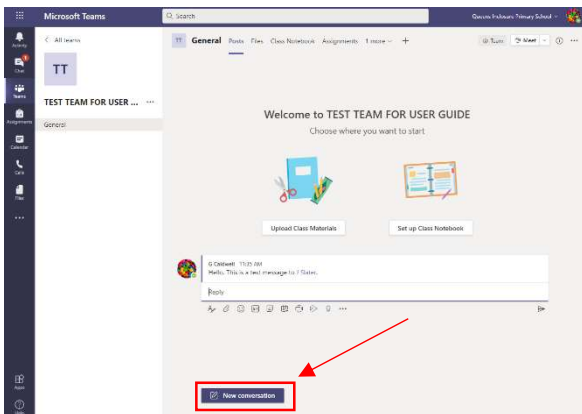 Microsoft Teams
Search
Queens Inclosure Primary School
Activity
Chat
Teams
Assignments
Calendar
Calls
Files
Apps
Help
All teams
TT
TEST TEAM FOR USER ... ...
General
TT General Posts Files Class Notebook Assignments 1 more +
Team Meet
Welcome to TEST TEAM FOR USER GUIDE
Choose where you want to start
Upload Class Materials
Set up Class Notebook
G Caldwell 11:25 AM
Hello, This is a test message to J Slater.
Reply
New conversation